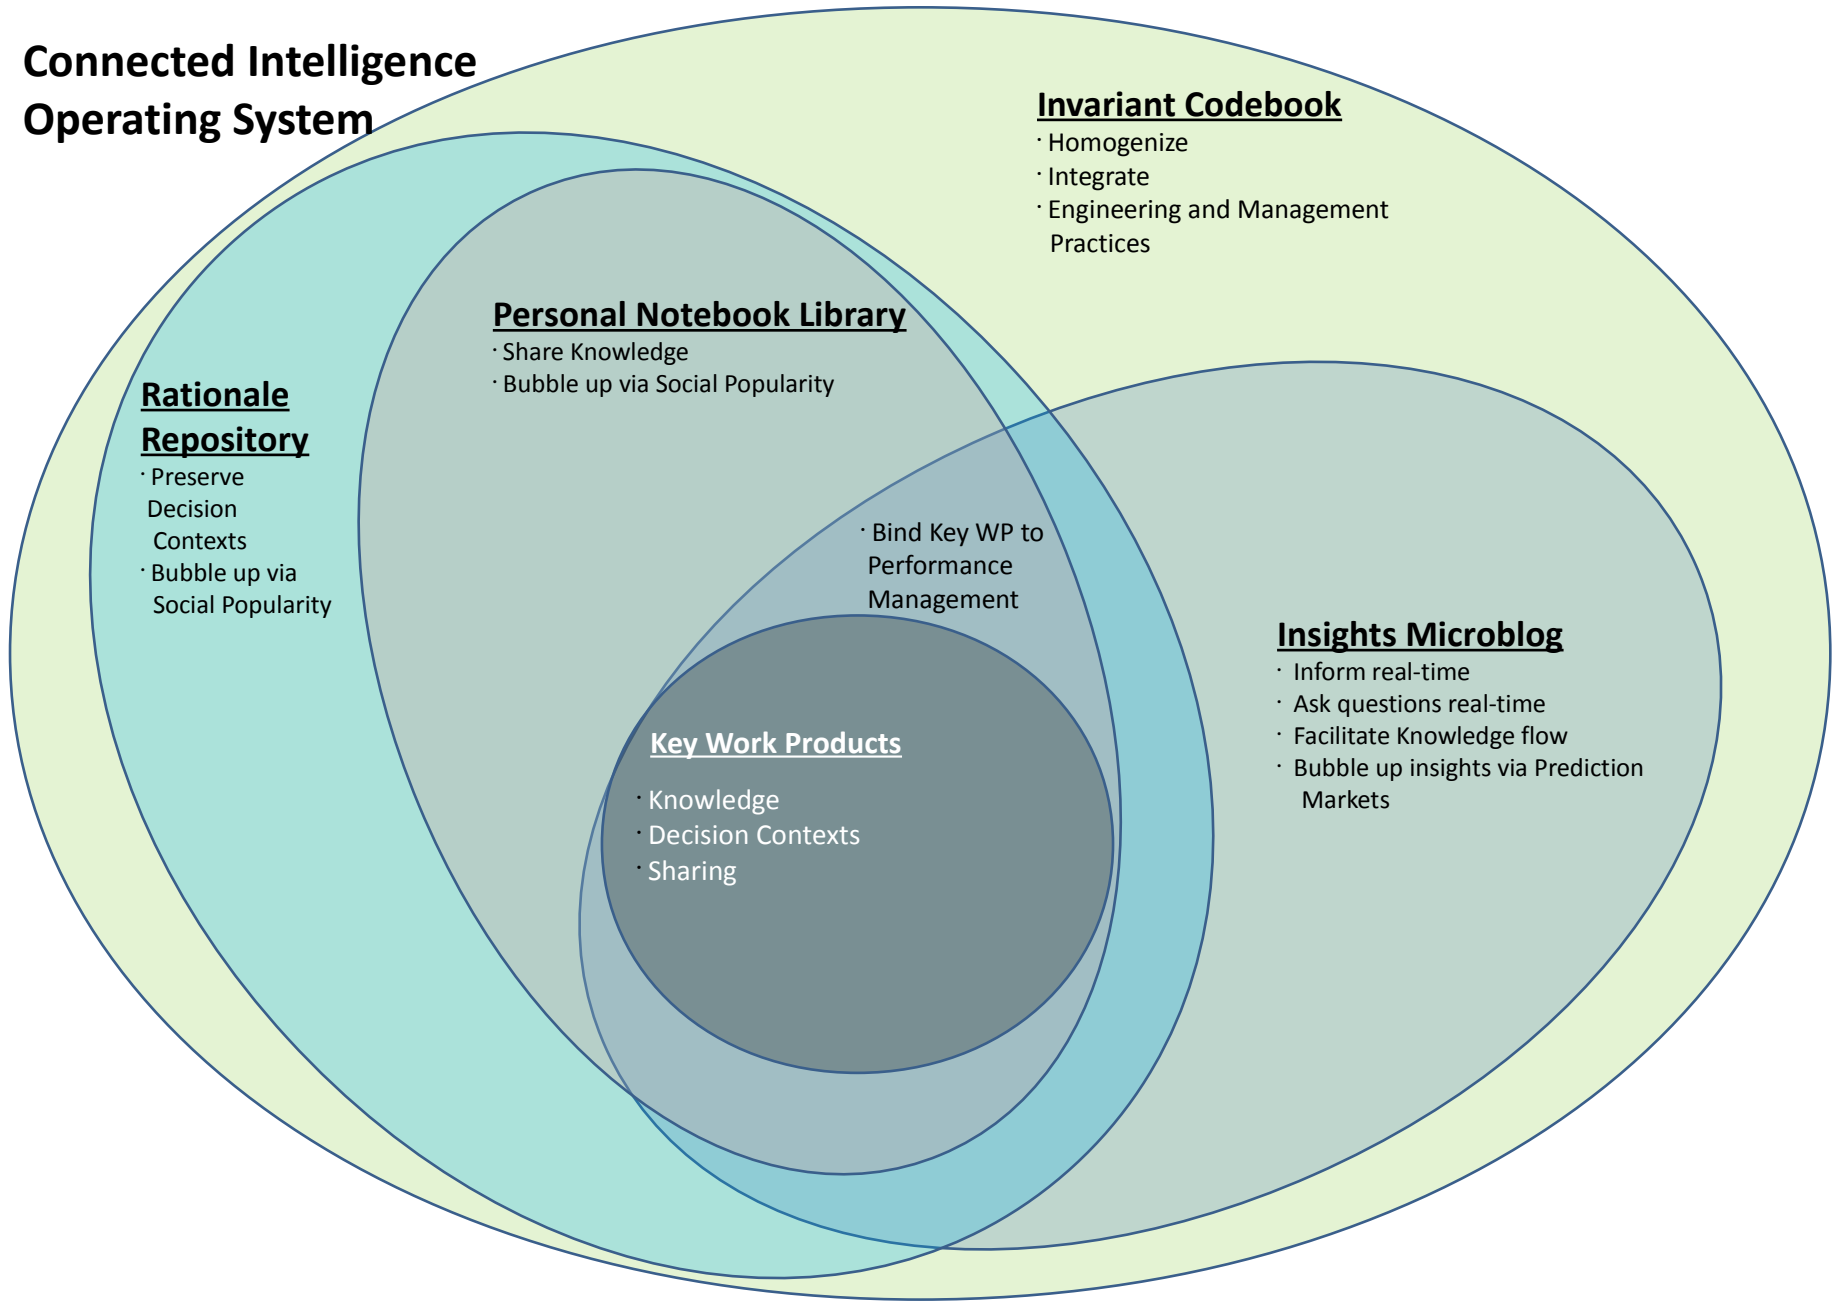 Connected Intelligence
Operating System
Invariant Codebook
· Homogenize
· Integrate
· Engineering and Management
Practices
Personal Notebook Library
· Share Knowledge
· Bubble up via Social Popularity
Rationale
Repository
· Preserve
Decision
Contexts
· Bubble up via
Social Popularity
· Bind Key WP to
Performance
Management
Insights Microblog
· Inform real-time
· Ask questions real-time
· Facilitate Knowledge flow
· Bubble up insights via Prediction
Markets
Key Work Products
· Knowledge
· Decision Contexts
· Sharing